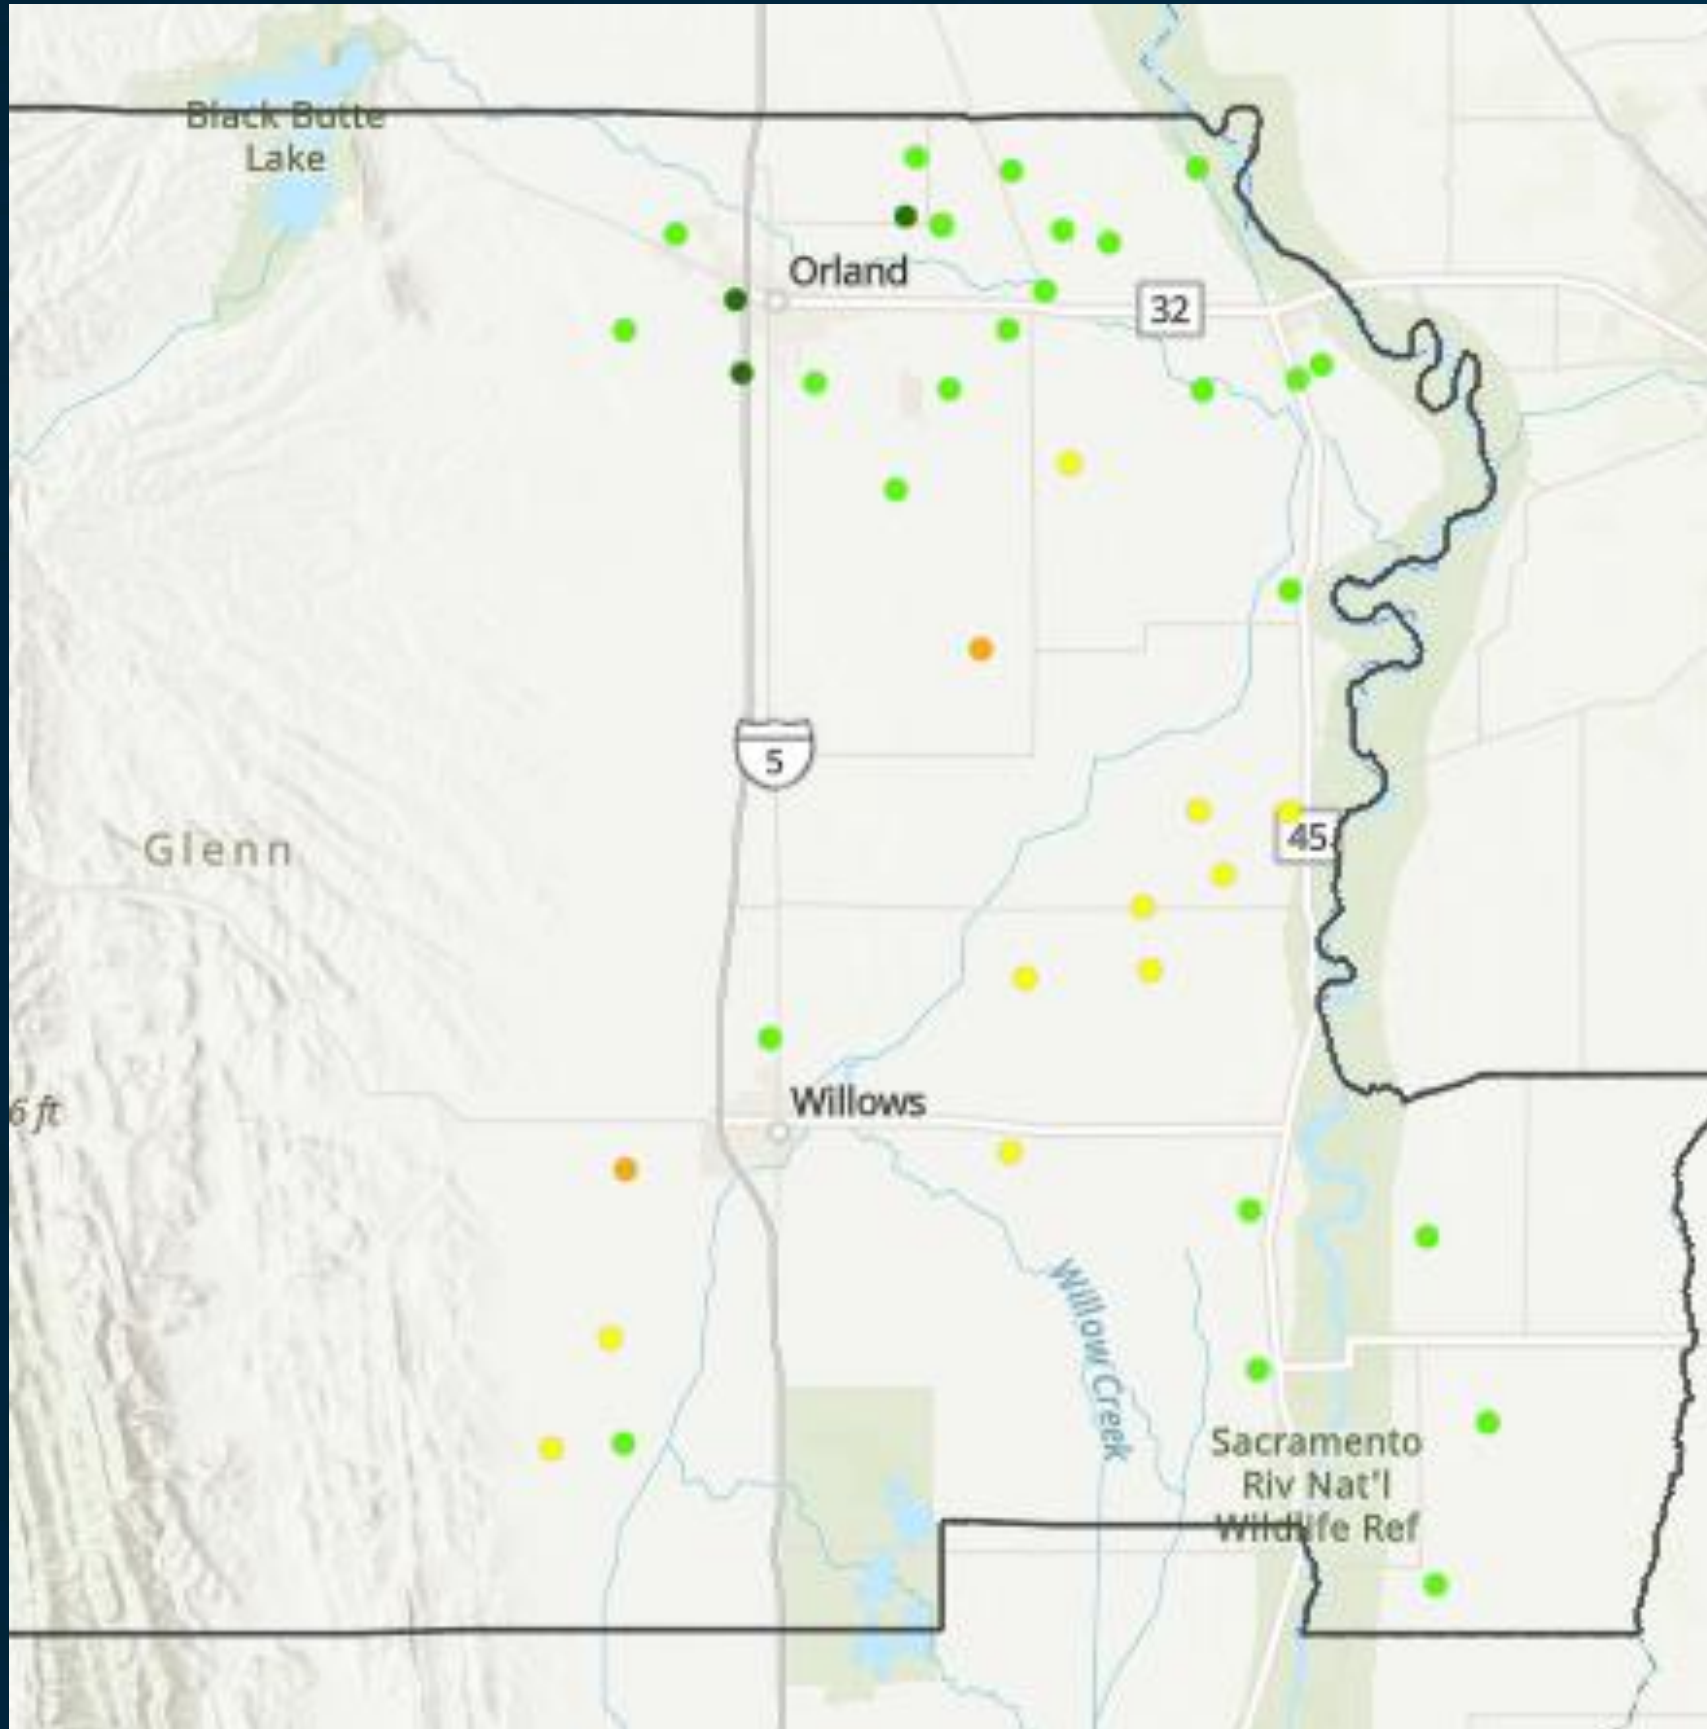 Black Butte
Lake
Orland
32
5
45
Glenn
Willows
6 ft
Willow Creek
Sacramento
Riv Nat'l
Wildlife Ref